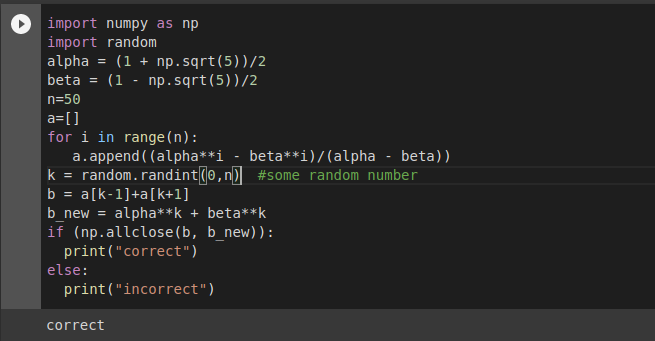 import numpy as np
import random
alpha = (1 + np.sqrt(5))/2
beta = (1 - np.sqrt(5))/2
n=50
a=[]
for i in range(n):
   a.append((alpha**i - beta**i)/(alpha - beta))
k = random.randint(0,n)  #some random number
b = a[k-1]+a[k+1]
b_new = alpha**k + beta**k
if (np.allclose(b, b_new)):
  print("correct")
else:
  print("incorrect")
correct